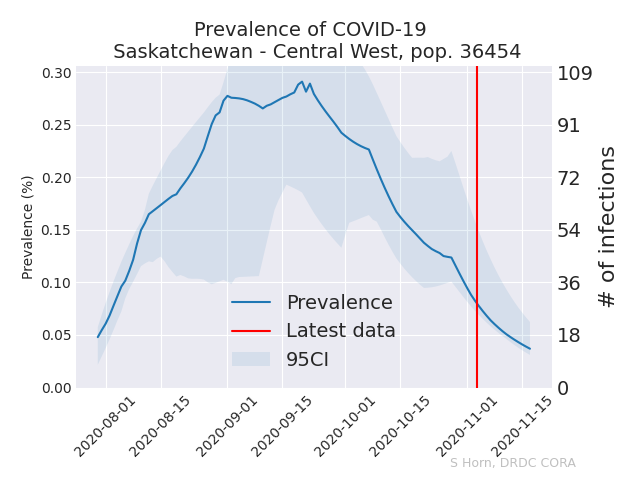 Prevalence of COVID-19
Saskatchewan - Central West, pop. 36454
0.30
0.25
0.20
0.15
0.10
0.05
0.00
Prevalence (%)
109
91
72
54
36
18
0
# of infections
Prevalence
Latest data
95CI
2020-08-01
2020-08-15
2020-09-01
2020-09-15
2020-10-01
2020-10-15
2020-11-01
2020-11-15
S Horn, DRDC CORA